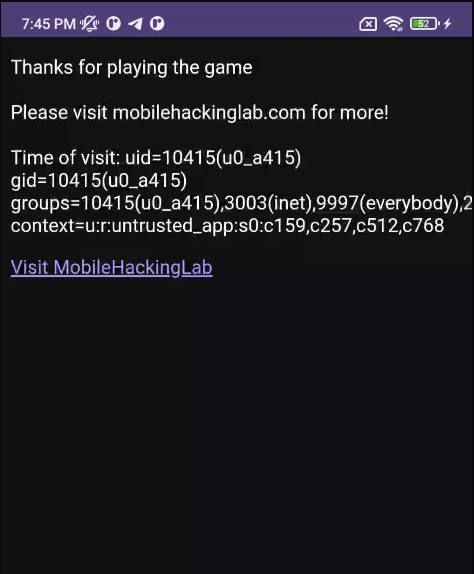 7:45 PM 52
Thanks for playing the game
Please visit mobilehackinglab.com for more!
Time of visit: uid=10415(u0_a415)
gid=10415(u0_a415)
groups=10415(u0_a415),3003(inet),9997(everybody),2
context=u:r:untrusted_app:s0:c159,c257,c512,c768
Visit MobileHackingLab